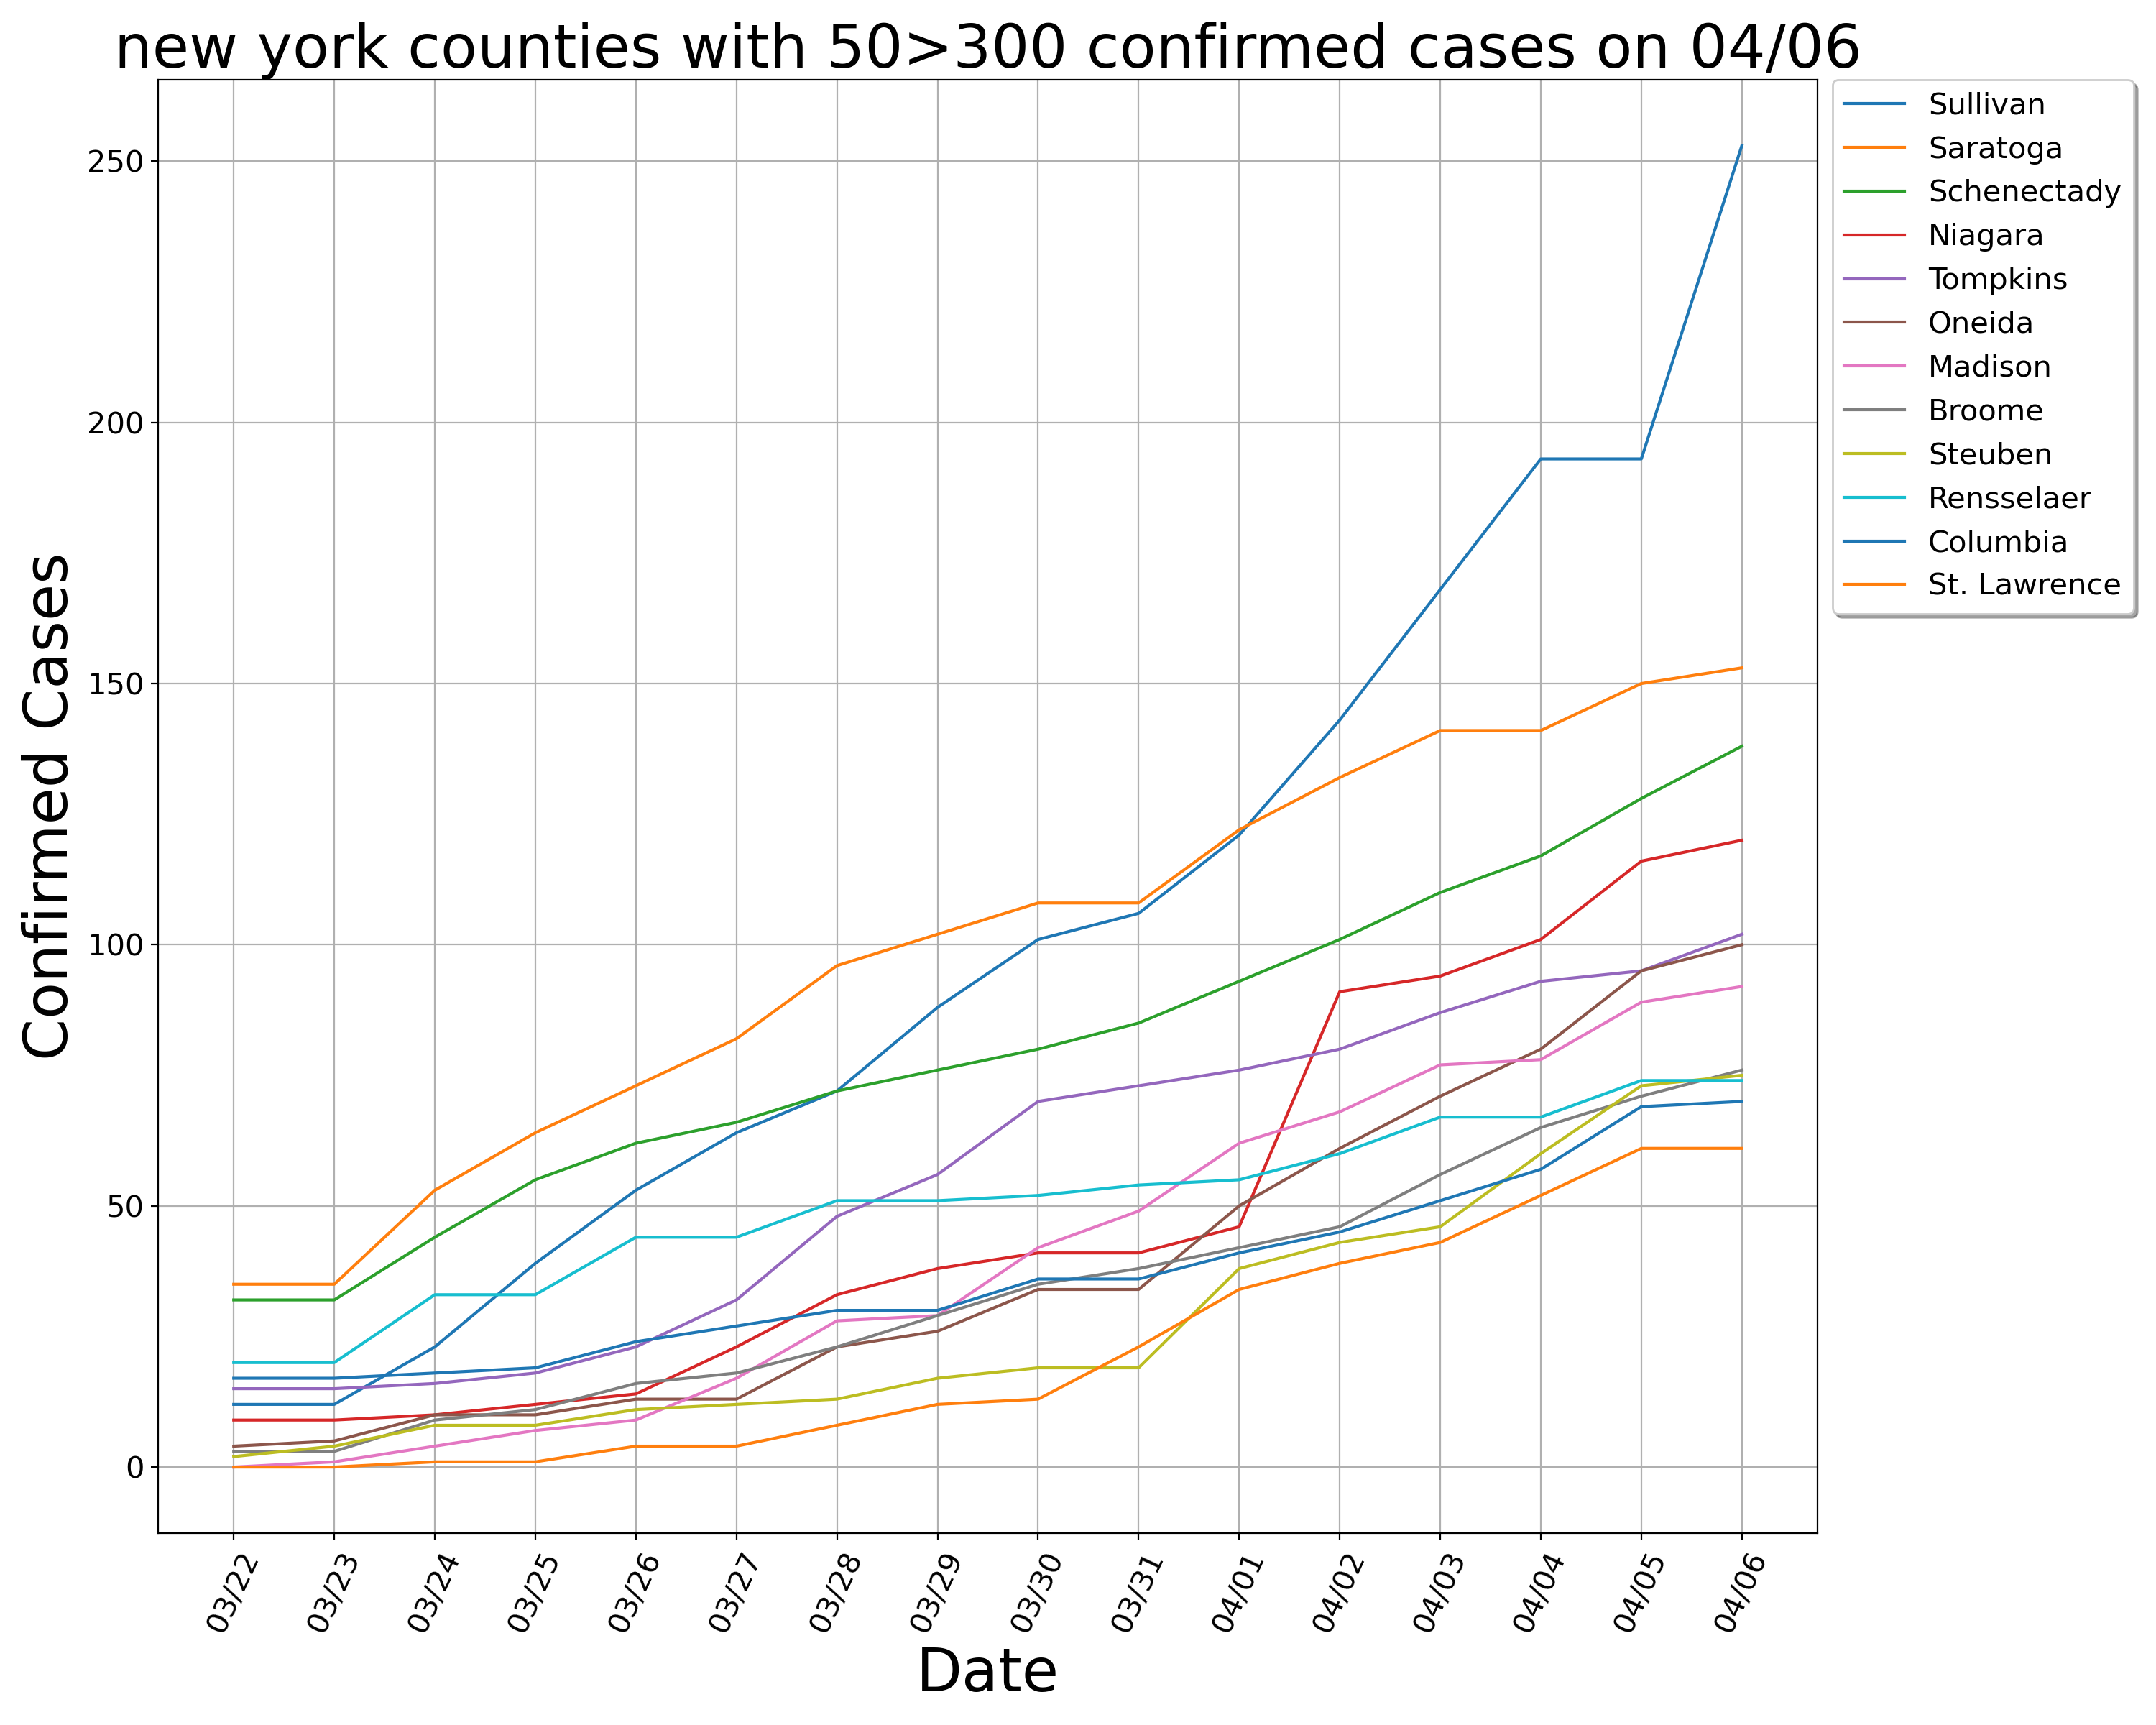 new york counties with 50>300 confirmed cases on 04/06
Sullivan
Saratoga
Schenectady
Niagara
Tompkins
Oneida
Madison
Broome
Steuben
Rensselaer
Columbia
St. Lawrence
Confirmed Cases
250
200
150
100
50
0
03/22
03/23
03/24
03/25
03/26
03/27
03/28
03/29
03/30
03/31
04/01
04/02
04/03
04/04
04/05
04/06
Date